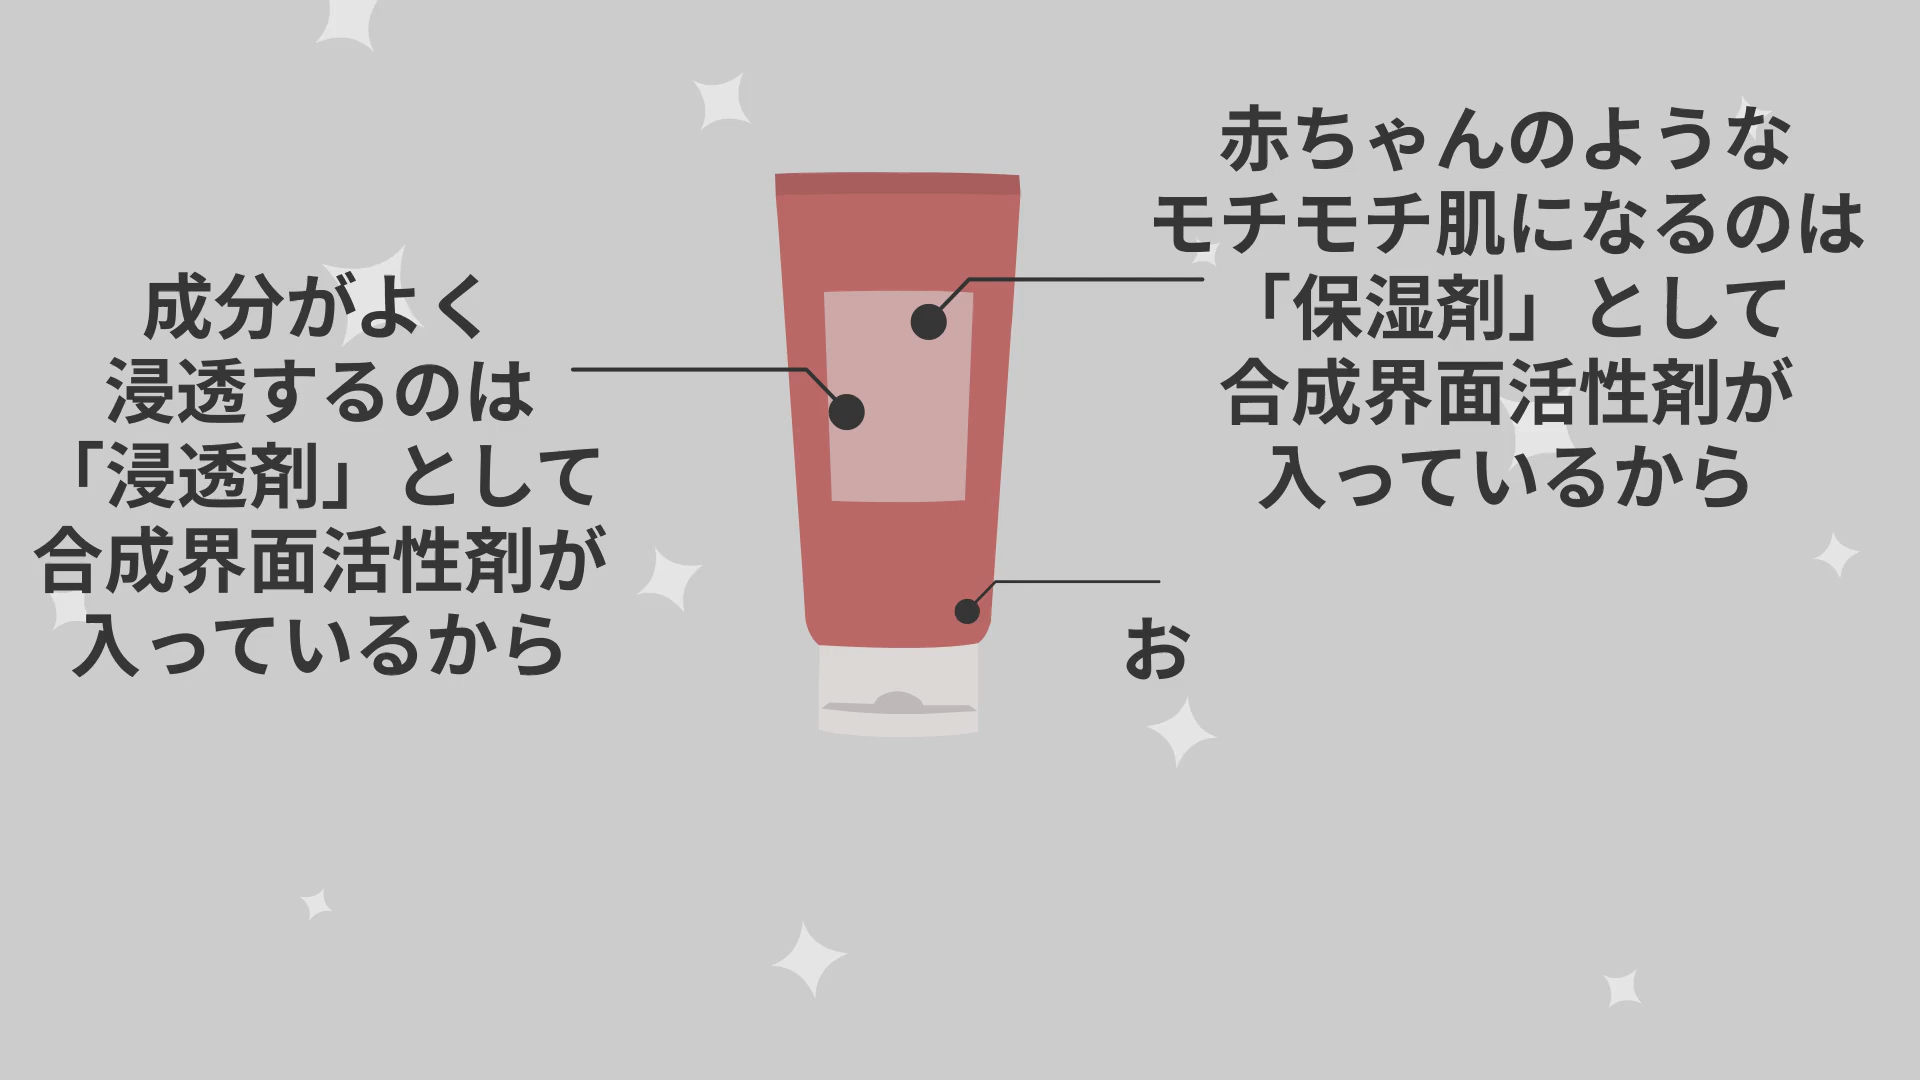 成分がよく
浸透するのは
「浸透剤」として
合成界面活性剤が
入っているから
赤ちゃんのような
モチモチ肌になるのは
「保湿剤」として
合成界面活性剤が
入っているから
お